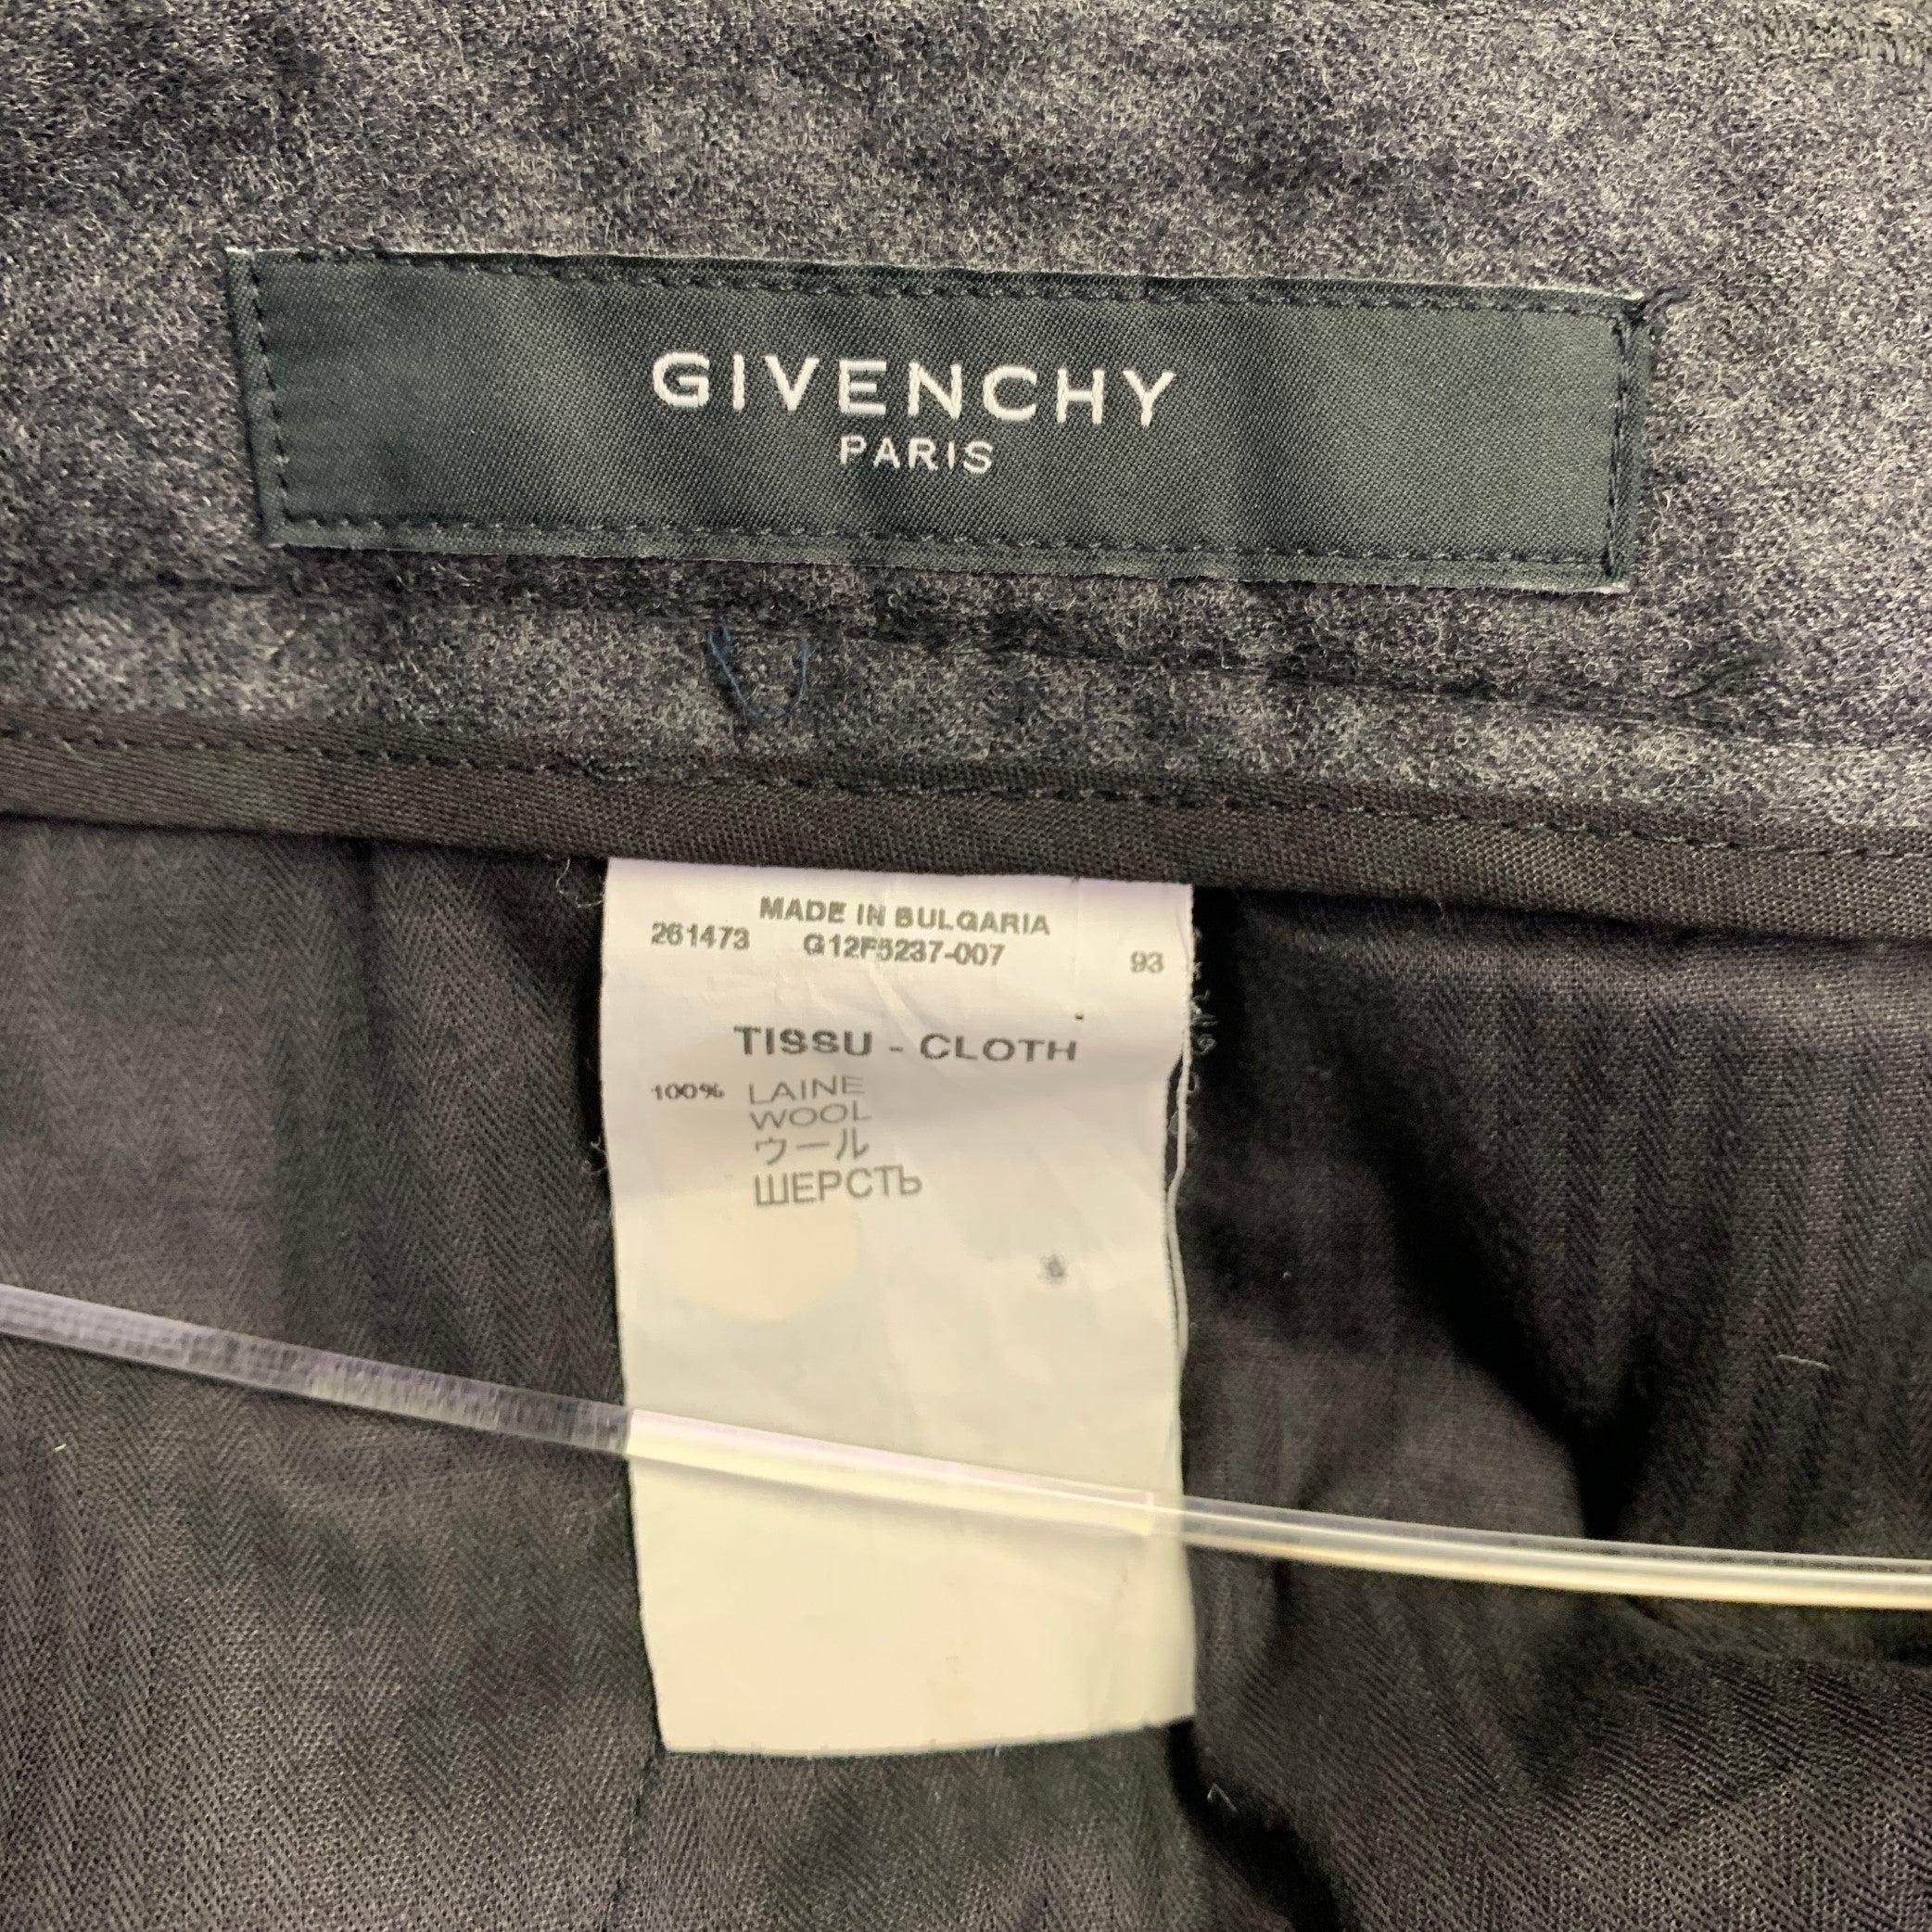 GIVENCHY
PARIS
MADE IN BULGARIA
261473 G12F5237-007 93
TISSU - CLOTH
100% LAINE
WOOL
ウール
ШЕРСТЬ